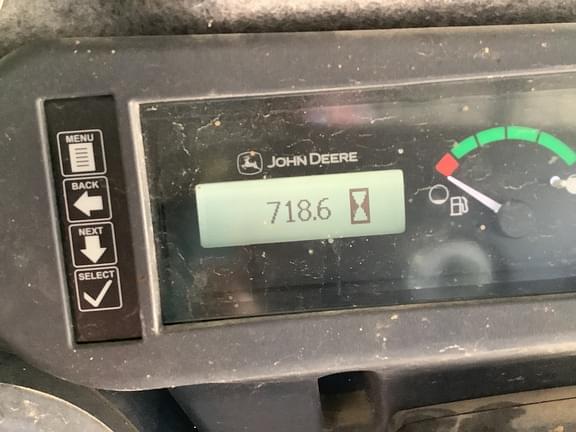 MENU
BACK
NEXT
SELECT
JOHN DEERE
718.6